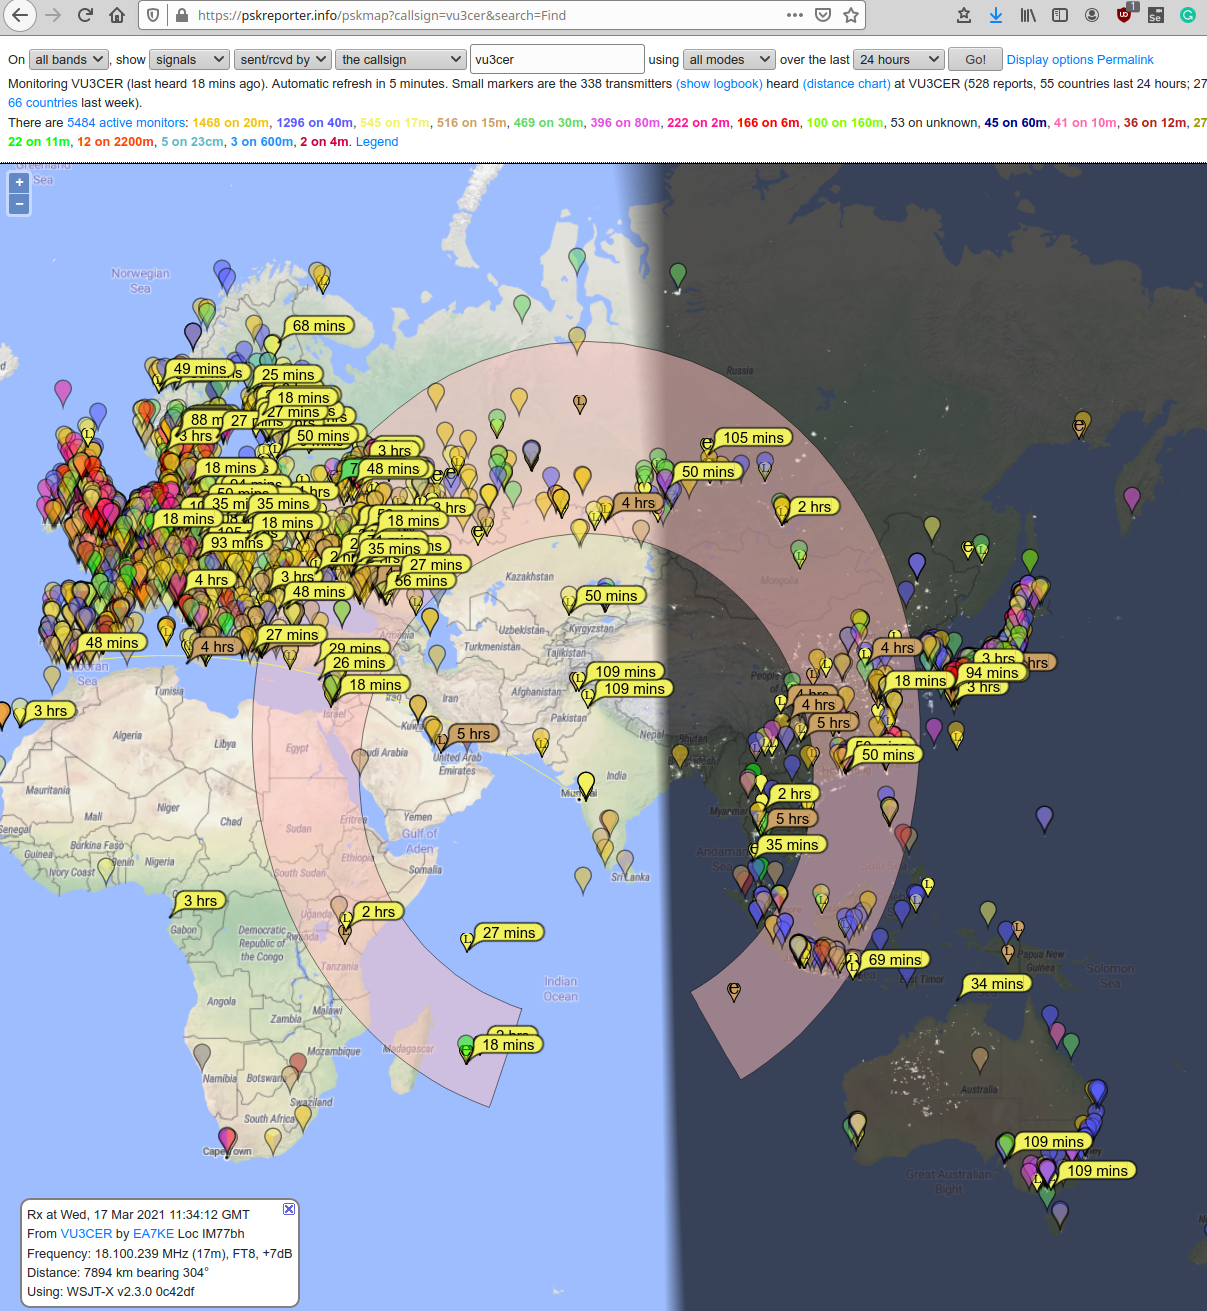 https://pskreporter.info/pskmap?callsign=vu3cer&search=Find
1
On all bands , show signals sent/rcvd by the callsign vu3cer using all modes over the last 24 hours Go! Display options Permalink
Monitoring VU3CER (last heard 18 mins ago). Automatic refresh in 5 minutes. Small markers are the 338 transmitters (show logbook) heard (distance chart) at VU3CER (528 reports, 55 countries last 24 hours; 27
66 countries last week).
There are 5484 active monitors: 1468 on 20m, 1296 on 40m, 545 on 17m, 516 on 15m, 469 on 30m, 396 on 80m, 222 on 2m, 166 on 6m, 100 on 160m, 53 on unknown, 45 on 60m, 41 on 10m, 36 on 12m, 27
22 on 11m, 12 on 2200m, 5 on 23cm, 3 on 600m, 2 on 4m. Legend
Greenland
Sea
+
−
Norwegian
Sea
68 mins
Russia
49 mins
25 mins
18 mins
27 mins
88 m
27
3 hrs
50 mins
3 hrs
105 mins
18 mins
48 mins
50 mins
35 mins
35 mins
3 hrs
4 hrs
2 hrs
18 mins
18 mins
18 mins
93 mins
35 mins
Mongolia
27 mins
4 hrs
3 hrs
56 mins
Kazakhstan
48 mins
50 mins
48 mins
27 mins
Armenia
Uzbekistan
Kyrgyzstan
4 hrs
29 mins
Turkmenistan
Tajikistan
4 hrs
3 hrs
hrs
26 mins
109 mins
18 mins
94 mins
Tunisia
18 mins
Iran
Afghanistan
109 mins
4 hrs
3 hrs
3 hrs
Israel
Pakistan
4 hrs
Algeria
Libya
Egypt
5 hrs
Nepal
Bhutan
5 hrs
Saudi Arabia
United Arab
Emirates
India
50 mins
Mauritania
Mumbai
2 hrs
Mali
Niger
Chad
Sudan
Eritrea
Yemen
Myanmar
5 hrs
Senegal
Burkina Faso
Gulf of
Aden
35 mins
Guinea
Benin
Nigeria
Ethiopia
Andaman
Sea
Ivory Coast
South Sudan
Somalia
Sri Lanka
3 hrs
Uganda
2 hrs
Gabon
Democratic
Republic of
the Congo
Rwanda
27 mins
69 mins
Papua New
Guinea
Solomon
Sea
Tanzania
Indian
Ocean
East Timor
34 mins
Angola
Zambia
Malawi
Mozambique
Madagascar
18 mins
Namibia
Botswana
Australia
Swaziland
South Africa
109 mins
Cape Town
109 mins
Great Australian
Bight
Rx at Wed, 17 Mar 2021 11:34:12 GMT
From VU3CER by EA7KE Loc IM77bh
Frequency: 18.100.239 MHz (17m), FT8, +7dB
Distance: 7894 km bearing 304°
Using: WSJT-X v2.3.0 0c42df